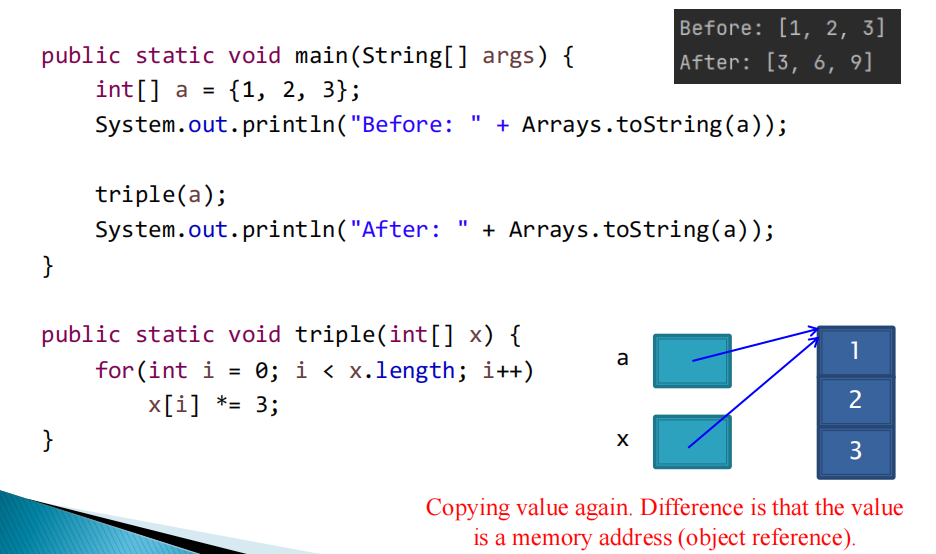 Before: [1, 2, 3]
After: [3, 6, 9]
public static void main(String[] args) {
int[] a = {1, 2, 3};
System.out.println("Before: " + Arrays.toString(a));
triple(a);
System.out.println("After: " + Arrays.toString(a));
}
public static void triple(int[] x) {
for(int i = 0; i < x.length; i++)
x[i] *= 3;
}
a
x
1
2
3
Copying value again. Difference is that the value
is a memory address (object reference).